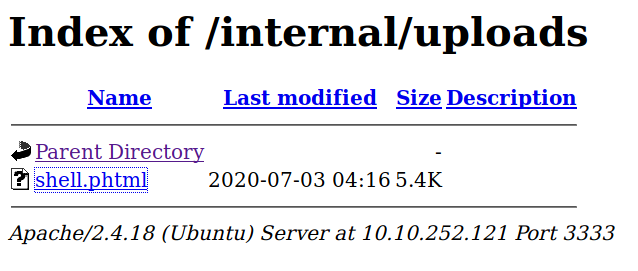 Index of /internal/uploads
Name Last modified Size Description
Parent Directory -
shell.phtml 2020-07-03 04:16 5.4K
Apache/2.4.18 (Ubuntu) Server at 10.10.252.121 Port 3333